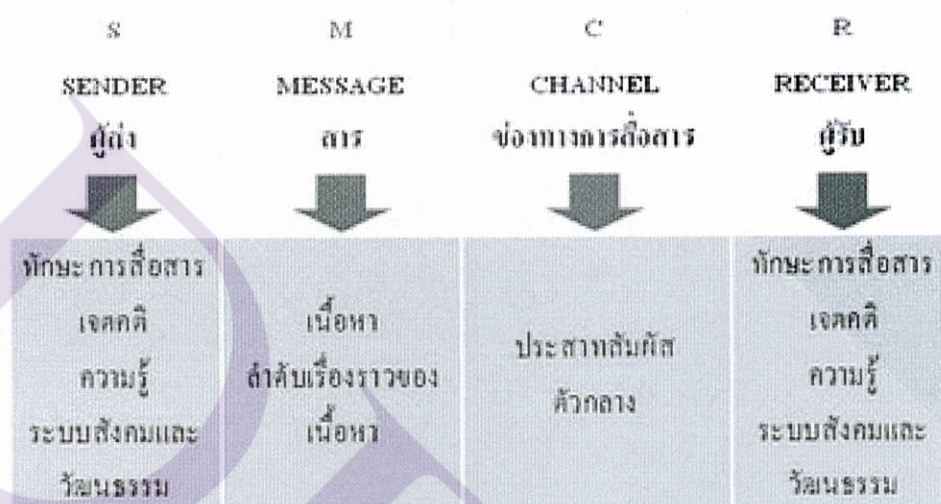 S
SENDER
ผู้ส่ง
M
MESSAGE
สาร
C
CHANNEL
ช่องทางการสื่อสาร
R
RECEIVER
ผู้รับ
ทักษะการสื่อสาร
เจตคติ
ความรู้
ระบบสังคมและ
วัฒนธรรม
เนื้อหา
ลำดับเรื่องราวของ
เนื้อหา
ประสาทสัมผัส
ตัวกลาง
ทักษะการสื่อสาร
เจตคติ
ความรู้
ระบบสังคมและ
วัฒนธรรม